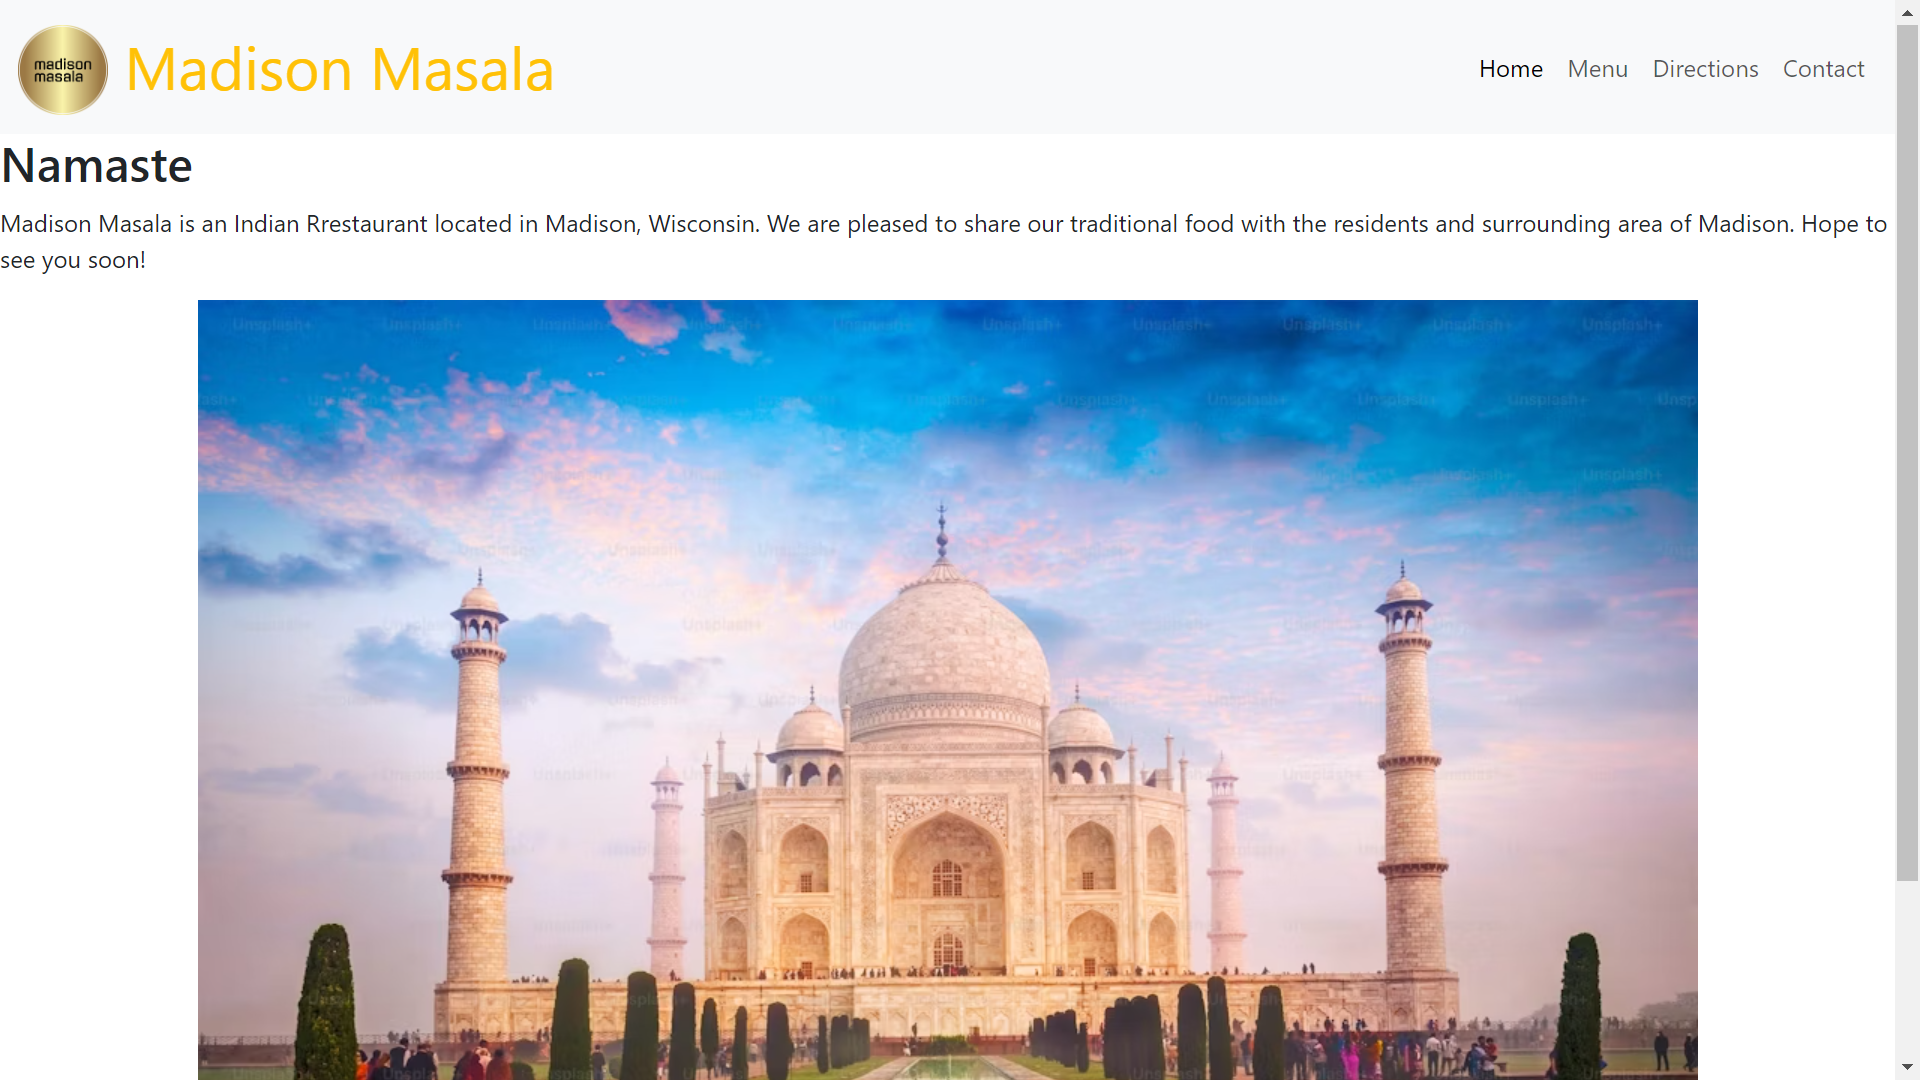 madison
masala
Madison Masala
Home Menu Directions Contact
Namaste
Madison Masala is an Indian Rrestaurant located in Madison, Wisconsin. We are pleased to share our traditional food with the residents and surrounding area of Madison. Hope to
see you soon!
Unsplash+ Unsplash+ Unsplash+ Unsplash+ Unsplash+ Unsplash+ Unsplash+ Unsplash+ Unsplash+